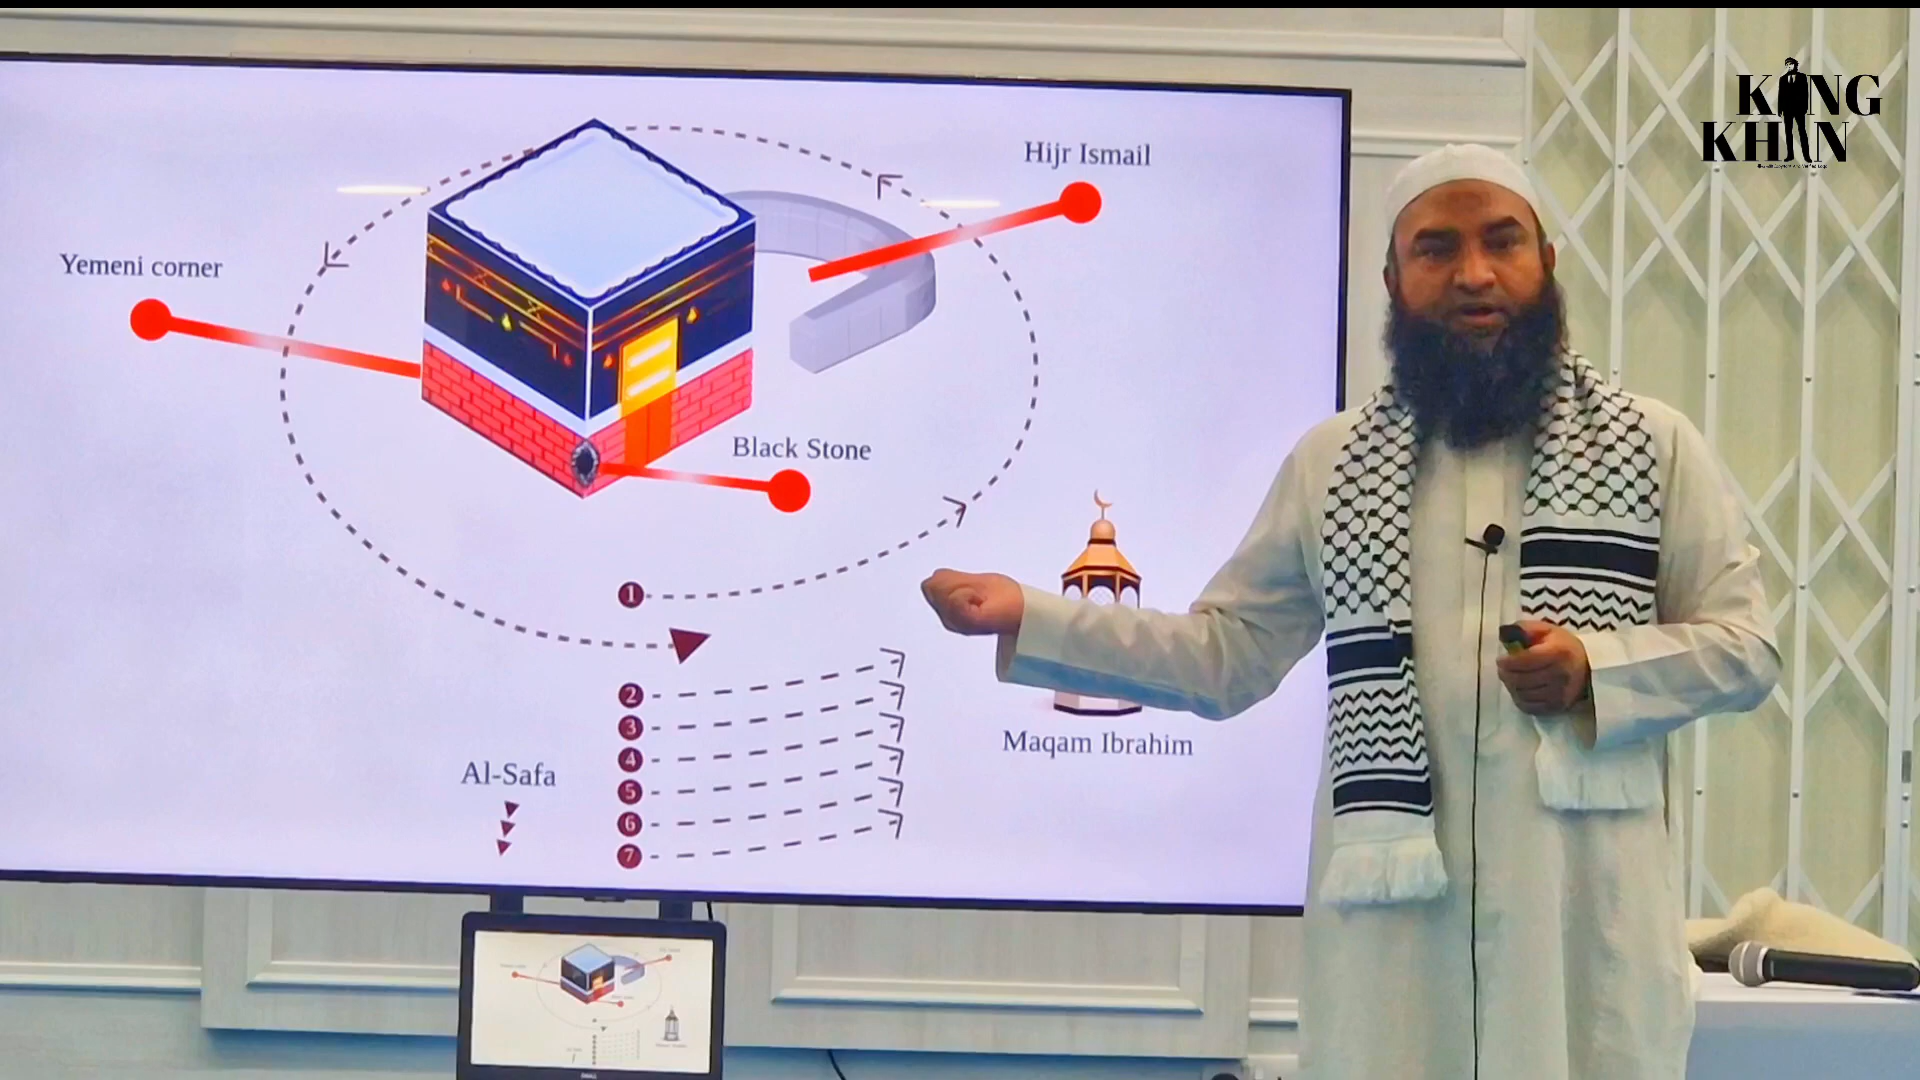 KING
KHAN
Hijr Ismail
Yemeni corner
Black Stone
1
2
3
4
5
6
7
Al-Safa
Maqam Ibrahim
DELL